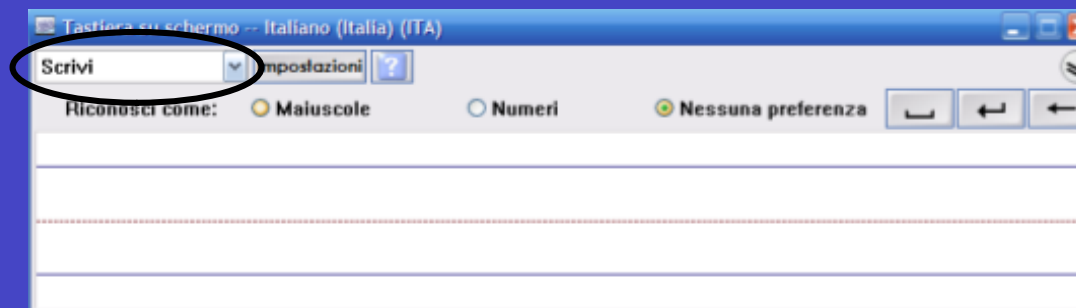 Tastiera su schermo -- Italiano (Italia) (ITA)
Scrivi Impostazioni ?
Riconosci come: Maiuscole Numeri Nessuna preferenza